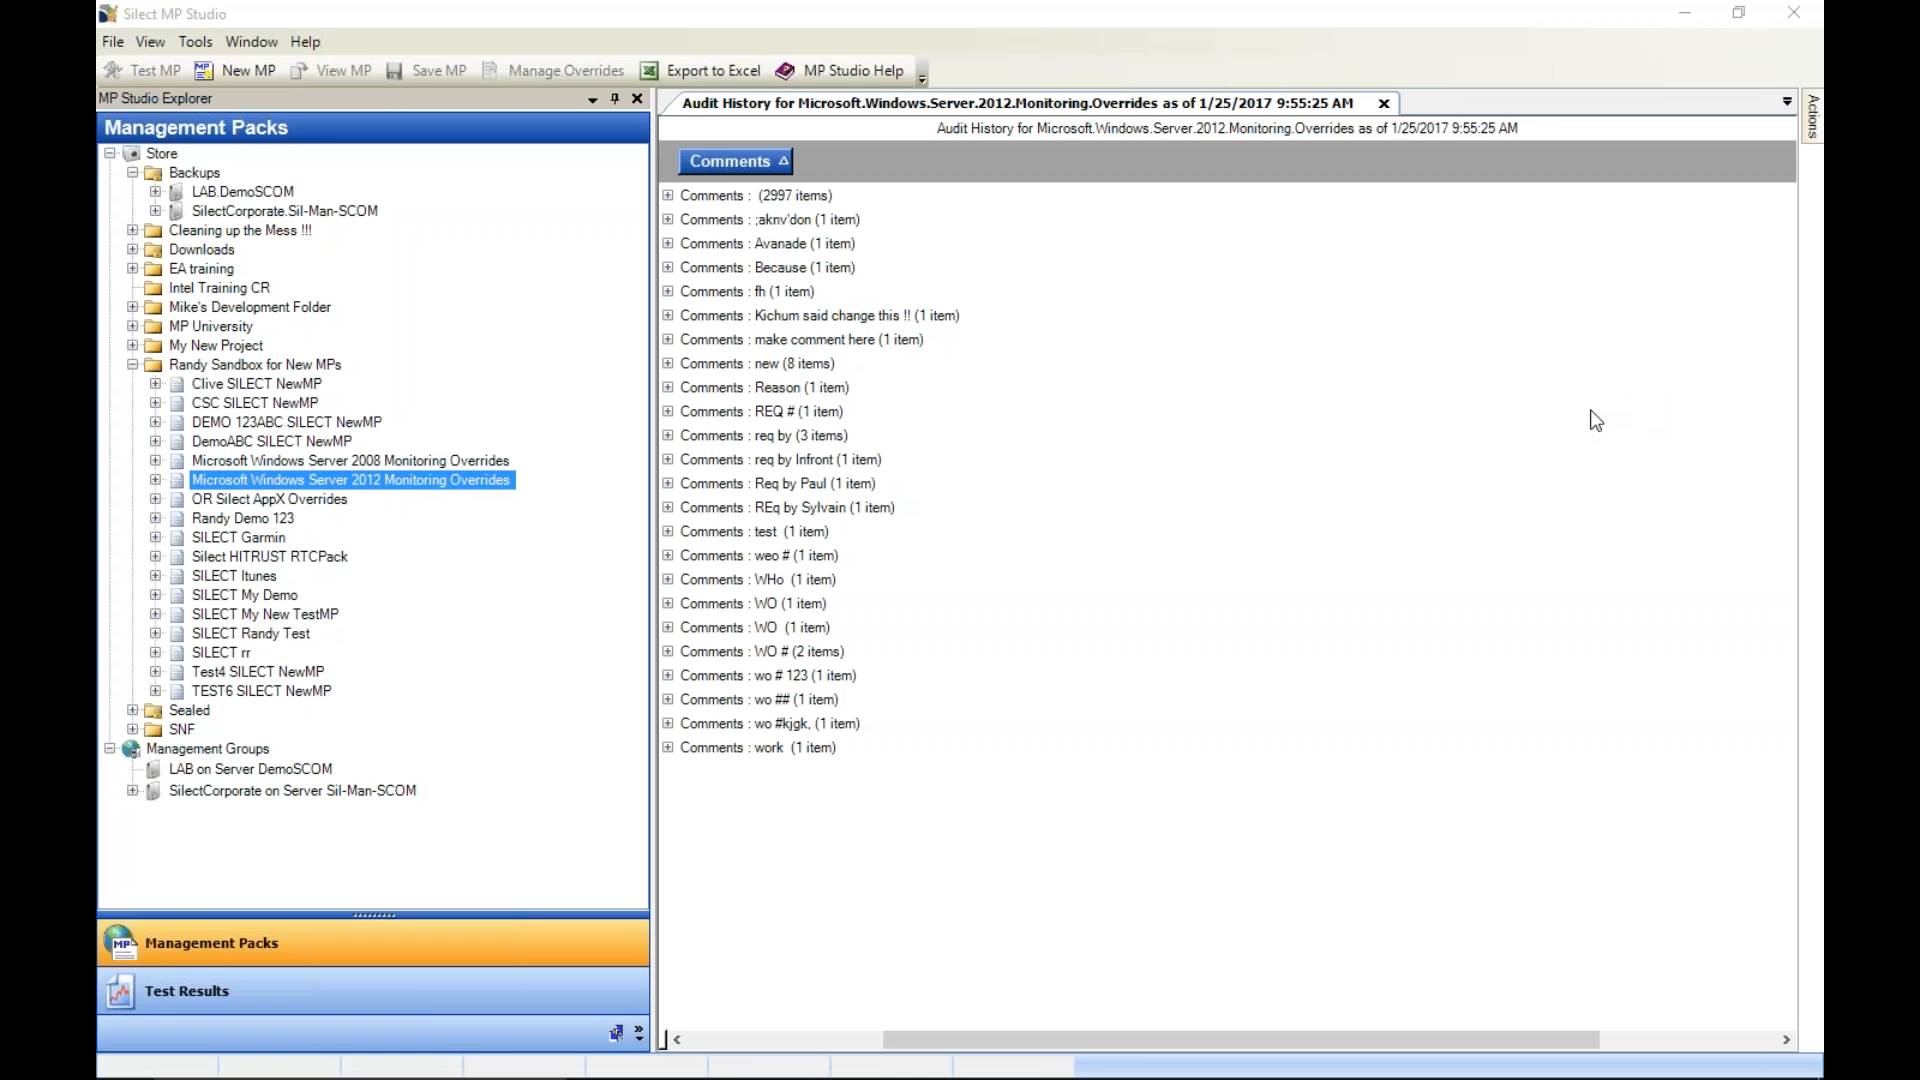 Silect MP Studio
File View Tools Window Help
Test MP New MP View MP Save MP Manage Overrides Export to Excel MP Studio Help
MP Studio Explorer
Management Packs
Store
Backups
LAB.DemoSCOM
SilectCorporate.Sil-Man-SCOM
Cleaning up the Mess !!!
Downloads
EA training
Intel Training CR
Mike's Development Folder
MP University
My New Project
Randy Sandbox for New MPs
Clive SILECT NewMP
CSC SILECT NewMP
DEMO 123ABC SILECT NewMP
DemoABC SILECT NewMP
Microsoft Windows Server 2008 Monitoring Overrides
Microsoft Windows Server 2012 Monitoring Overrides
OR Silect AppX Overrides
Randy Demo 123
SILECT Garmin
Silect HITRUST RTCPack
SILECT Itunes
SILECT My Demo
SILECT My New TestMP
SILECT Randy Test
SILECT rr
Test4 SILECT NewMP
TEST6 SILECT NewMP
Sealed
SNF
Management Groups
LAB on Server DemoSCOM
SilectCorporate on Server Sil-Man-SCOM
MP Management Packs
Test Results
Audit History for Microsoft.Windows.Server.2012.Monitoring.Overrides as of 1/25/2017 9:55:25 AM
Audit History for Microsoft.Windows.Server.2012.Monitoring.Overrides as of 1/25/2017 9:55:25 AM
Comments
Comments : (2997 items)
Comments : ;aknv'don (1 item)
Comments : Avanade (1 item)
Comments : Because (1 item)
Comments : fh (1 item)
Comments : Kichum said change this !! (1 item)
Comments : make comment here (1 item)
Comments : new (8 items)
Comments : Reason (1 item)
Comments : REQ # (1 item)
Comments : req by (3 items)
Comments : req by Infront (1 item)
Comments : Req by Paul (1 item)
Comments : REq by Sylvain (1 item)
Comments : test (1 item)
Comments : weo # (1 item)
Comments : WHo (1 item)
Comments : WO (1 item)
Comments : WO (1 item)
Comments : WO # (2 items)
Comments : wo # 123 (1 item)
Comments : wo ## (1 item)
Comments : wo #kjgk, (1 item)
Comments : work (1 item)
Actions